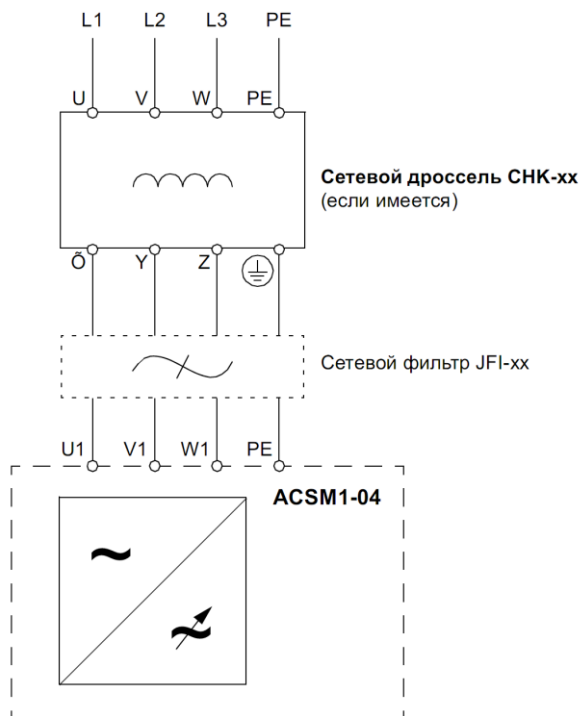 L1 L2 L3 PE
U V W PE
Сетевой дроссель CHK-xx
(если имеется)
Õ Y Z
Сетевой фильтр JFI-xx
U1 V1 W1 PE
ACSM1-04